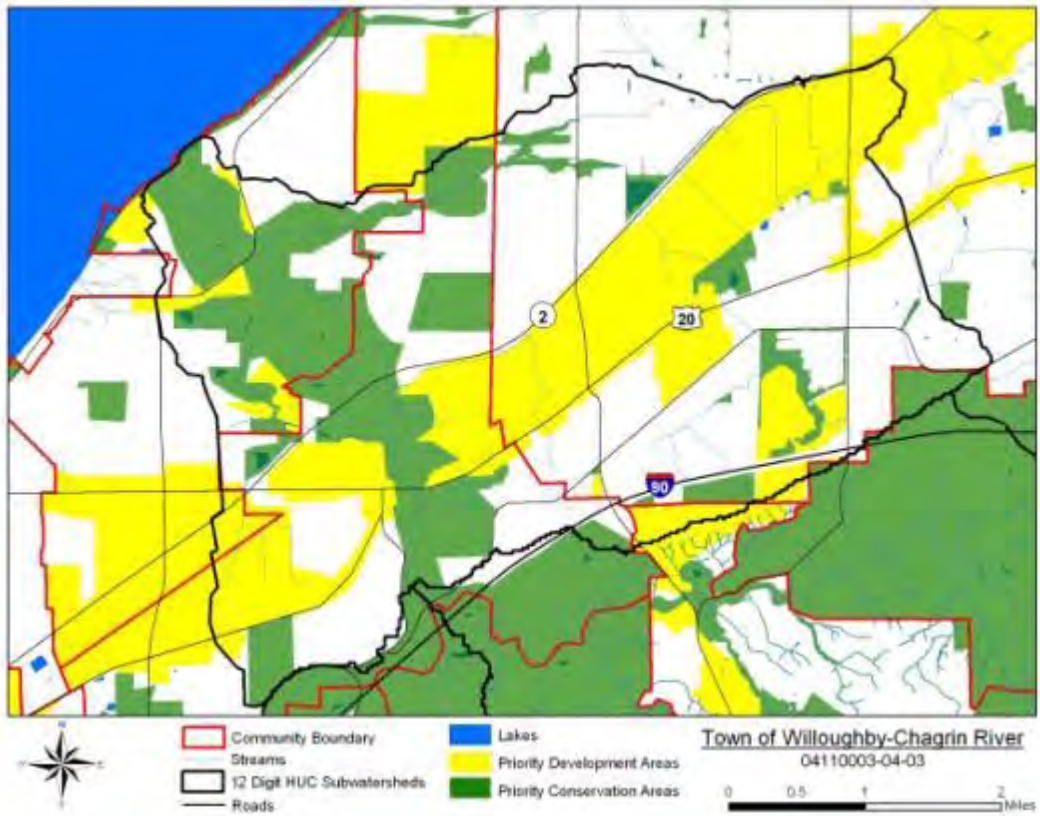 2
20
90
N
W
E
S
Community Boundary
Streams
12 Digit HUC Subwatersheds
Roads
Lakes
Priority Development Areas
Priority Conservation Areas
Town of Willoughby-Chagrin River
04110003-04-03
0 0.5 1 2
Miles